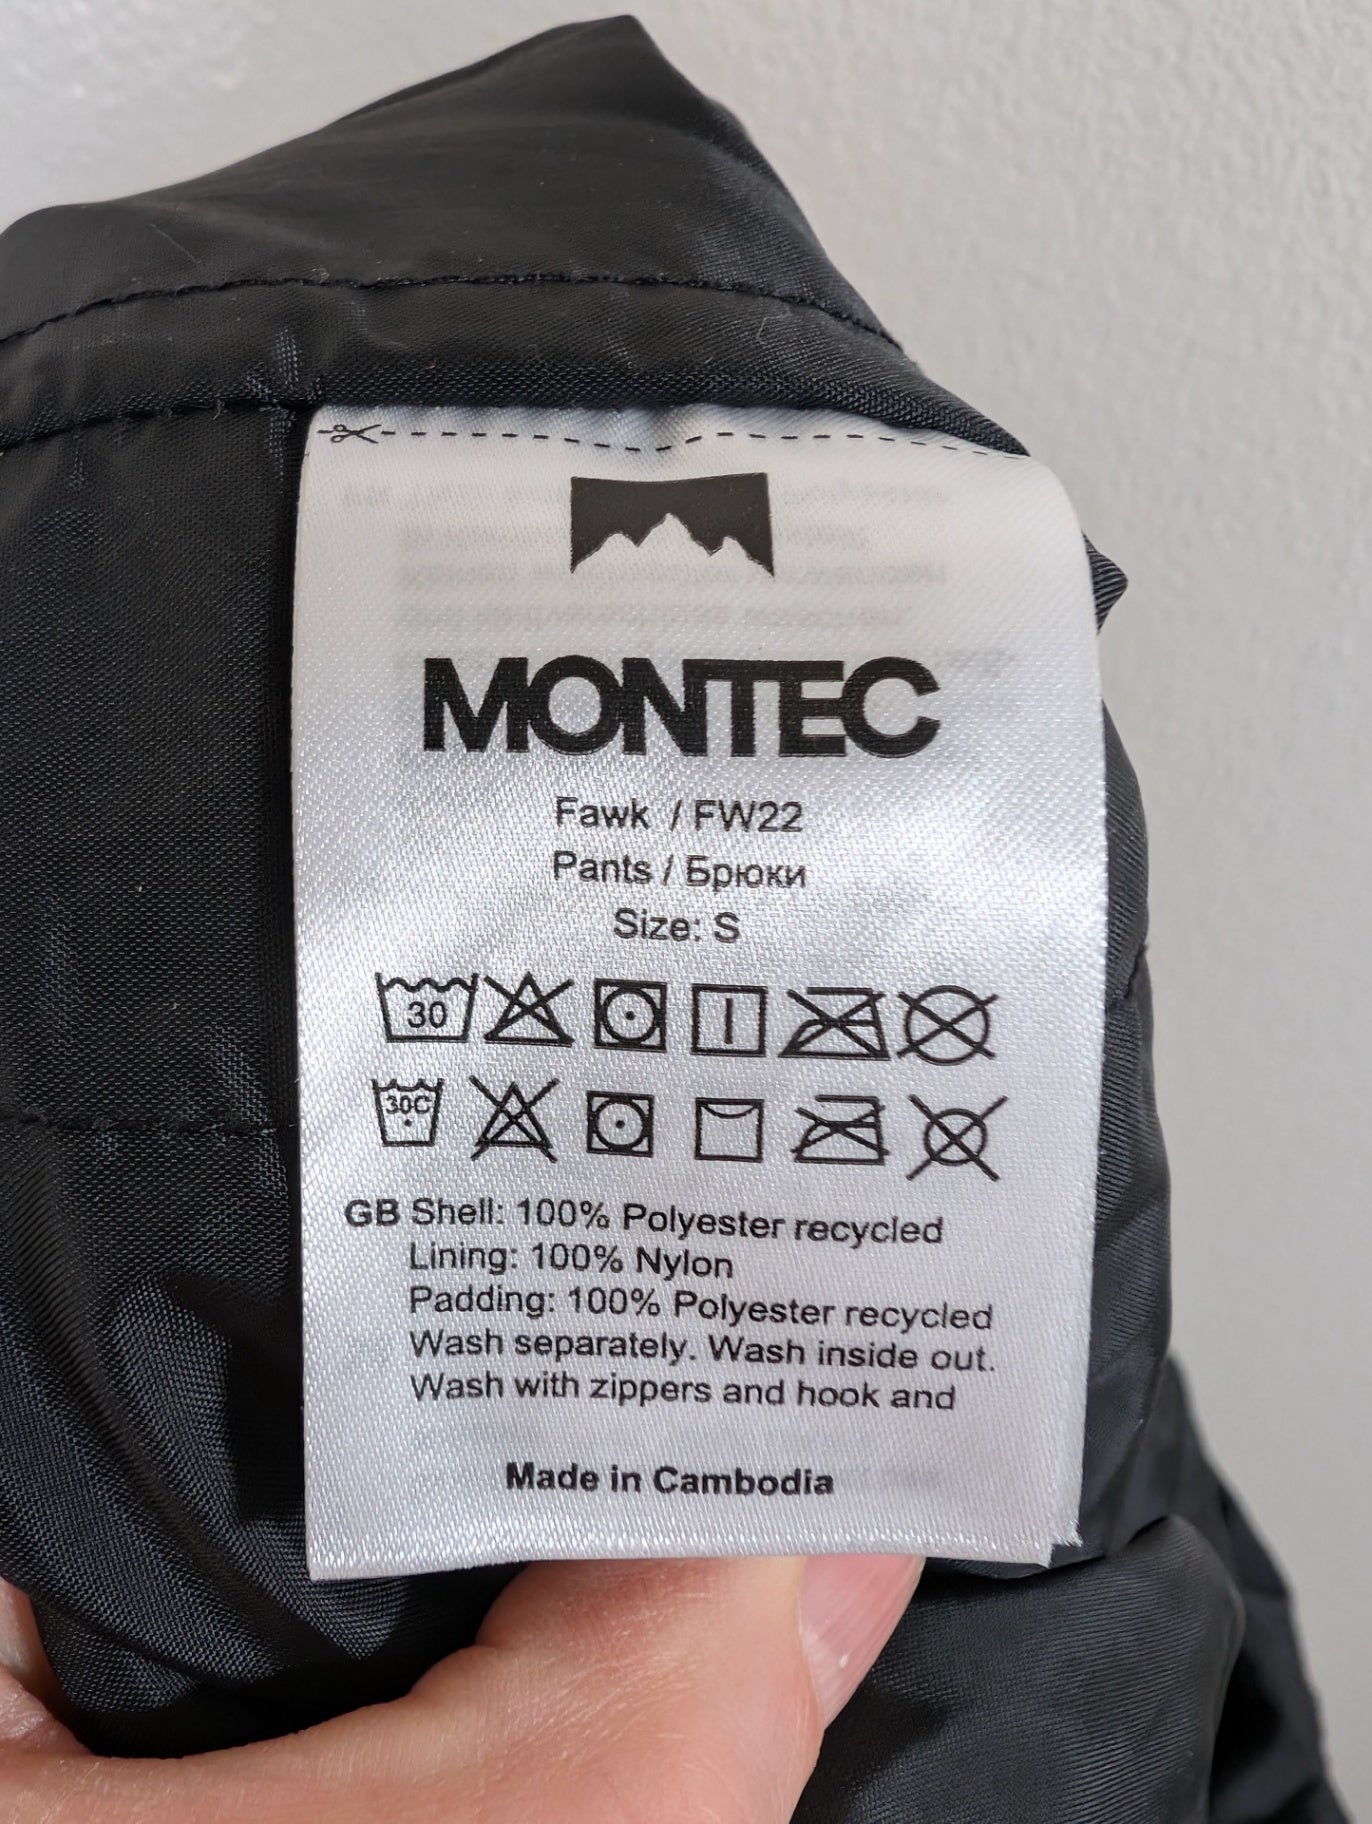 MONTEC
Fawk / FW22
Pants / Брюки
Size: S
30
30C
GB Shell: 100% Polyester recycled
Lining: 100% Nylon
Padding: 100% Polyester recycled
Wash separately. Wash inside out.
Wash with zippers and hook and
Made in Cambodia